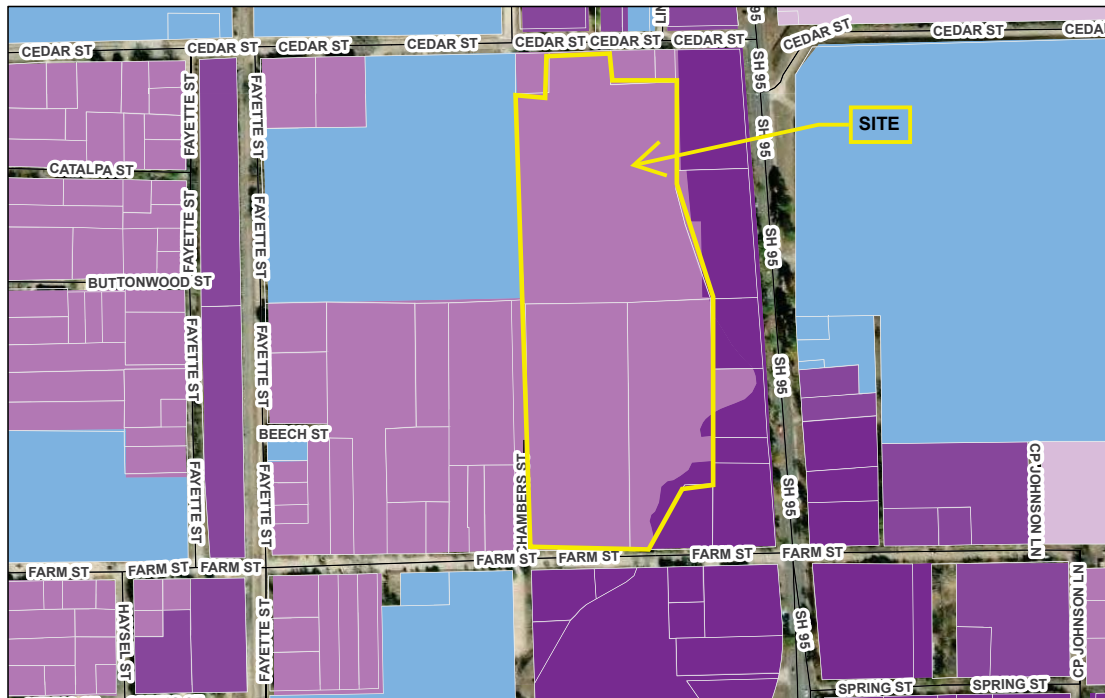 LIN
95
CEDAR ST
CEDAR ST
CEDAR ST
CEDAR ST
CEDAR ST
CEDAR ST
CEDAR ST
CEDAR ST
CEDAR ST
CEDA
FAYETTE ST
FAYETTE ST
SH 95
SH 95
SITE
CATALPA ST
FAYETTE ST
FAYETTE ST
SH 95
BUTTONWOOD ST
FAYETTE ST
FAYETTE ST
SH 95
BEECH ST
FAYETTE ST
FAYETTE ST
CHAMBERS ST
SH 95
CP JOHNSON LN
FARM ST
FARM ST
FARM ST
FARM ST
FARM ST
FARM ST
FARM ST
FARM ST
HAYSEL ST
FAYETTE ST
SH 95
CP JOHNSON LN
SPRING ST